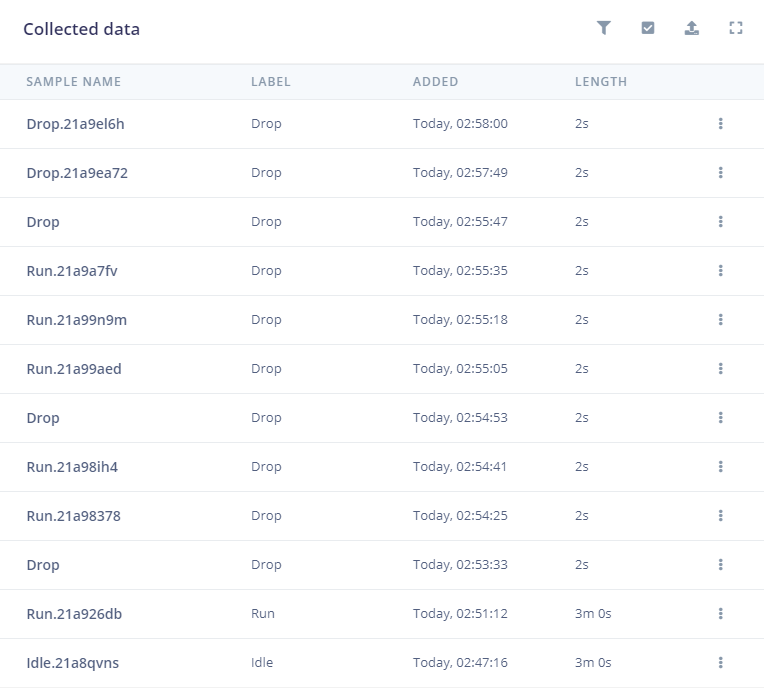 Collected data
SAMPLE NAME LABEL ADDED LENGTH
Drop.21a9el6h Drop Today, 02:58:00 2s
Drop.21a9ea72 Drop Today, 02:57:49 2s
Drop Drop Today, 02:55:47 2s
Run.21a9a7fv Drop Today, 02:55:35 2s
Run.21a99n9m Drop Today, 02:55:18 2s
Run.21a99aed Drop Today, 02:55:05 2s
Drop Drop Today, 02:54:53 2s
Run.21a98ih4 Drop Today, 02:54:41 2s
Run.21a98378 Drop Today, 02:54:25 2s
Drop Drop Today, 02:53:33 2s
Run.21a926db Run Today, 02:51:12 3m 0s
Idle.21a8qvns Idle Today, 02:47:16 3m 0s